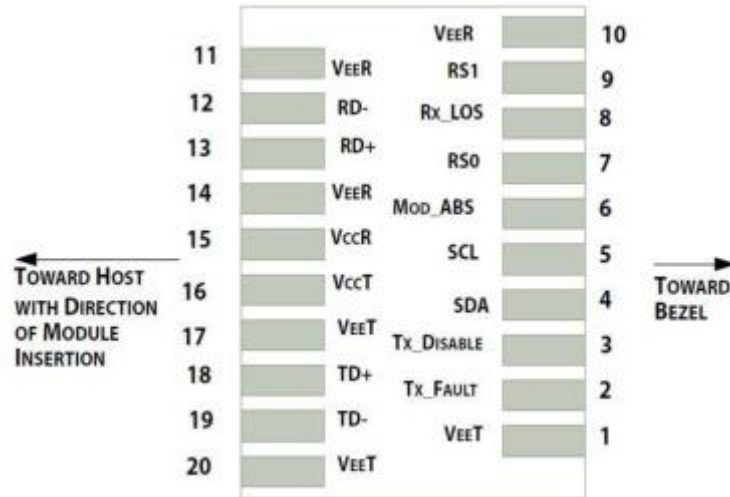 11 VEER
12 RD-
13 RD+
14 VEER
15 VCCR
16 VCCT
17 VEET
18 TD+
19 TD-
20 VEET
VEER 10
RS1 9
RX_LOS 8
RS0 7
MOD_ABS 6
SCL 5
SDA 4
TX_DISABLE 3
TX_FAULT 2
VEET 1
TOWARD HOST
WITH DIRECTION
OF MODULE
INSERTION
TOWARD
BEZEL